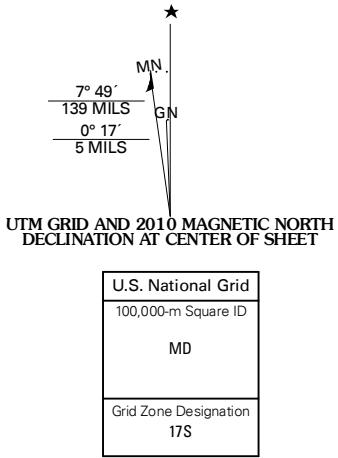 MN
7° 49´
139 MILS
GN
0° 17´
5 MILS
UTM GRID AND 2010 MAGNETIC NORTH
DECLINATION AT CENTER OF SHEET
U.S. National Grid
100,000-m Square ID
MD
Grid Zone Designation
17S